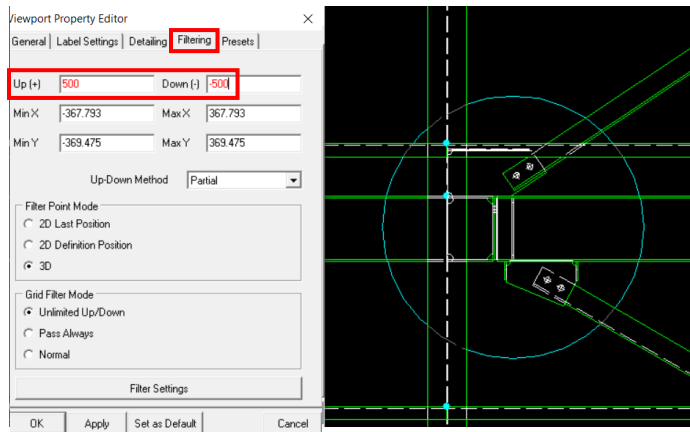 Viewport Property Editor
General Label Settings Detailing Filtering Presets
Up (+) 500 Down (-) -500
Min X -367.793 Max X 367.793
Min Y -369.475 Max Y 369.475
Up-Down Method Partial
Filter Point Mode
2D Last Position
2D Definition Position
3D
Grid Filter Mode
Unlimited Up/Down
Pass Always
Normal
Filter Settings
OK Apply Set as Default Cancel